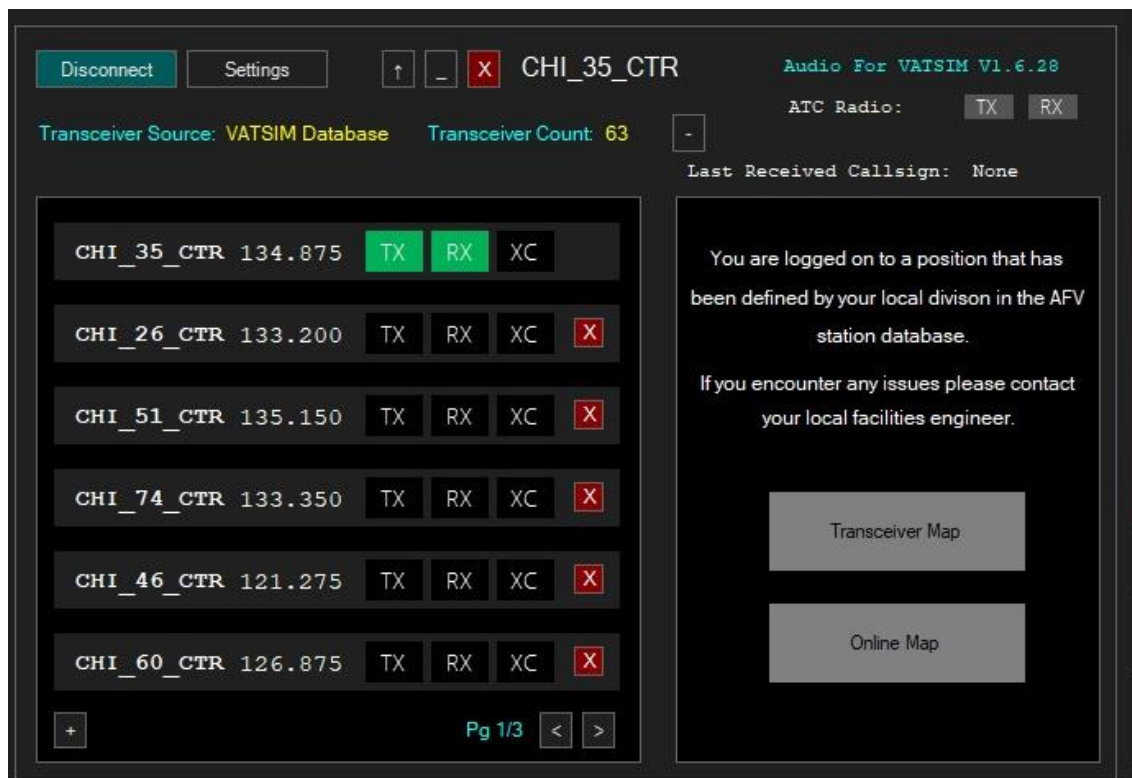 Disconnect Settings ↑ _ X CHI_35_CTR Audio For VATSIM V1.6.28
ATC Radio: TX RX
Transceiver Source: VATSIM Database Transceiver Count: 63 -
Last Received Callsign: None
CHI_35_CTR 134.875 TX RX XC
CHI_26_CTR 133.200 TX RX XC X
CHI_51_CTR 135.150 TX RX XC X
CHI_74_CTR 133.350 TX RX XC X
CHI_46_CTR 121.275 TX RX XC X
CHI_60_CTR 126.875 TX RX XC X
+ Pg 1/3 < >
You are logged on to a position that has
been defined by your local divison in the AFV
station database.
If you encounter any issues please contact
your local facilities engineer.
Transceiver Map
Online Map